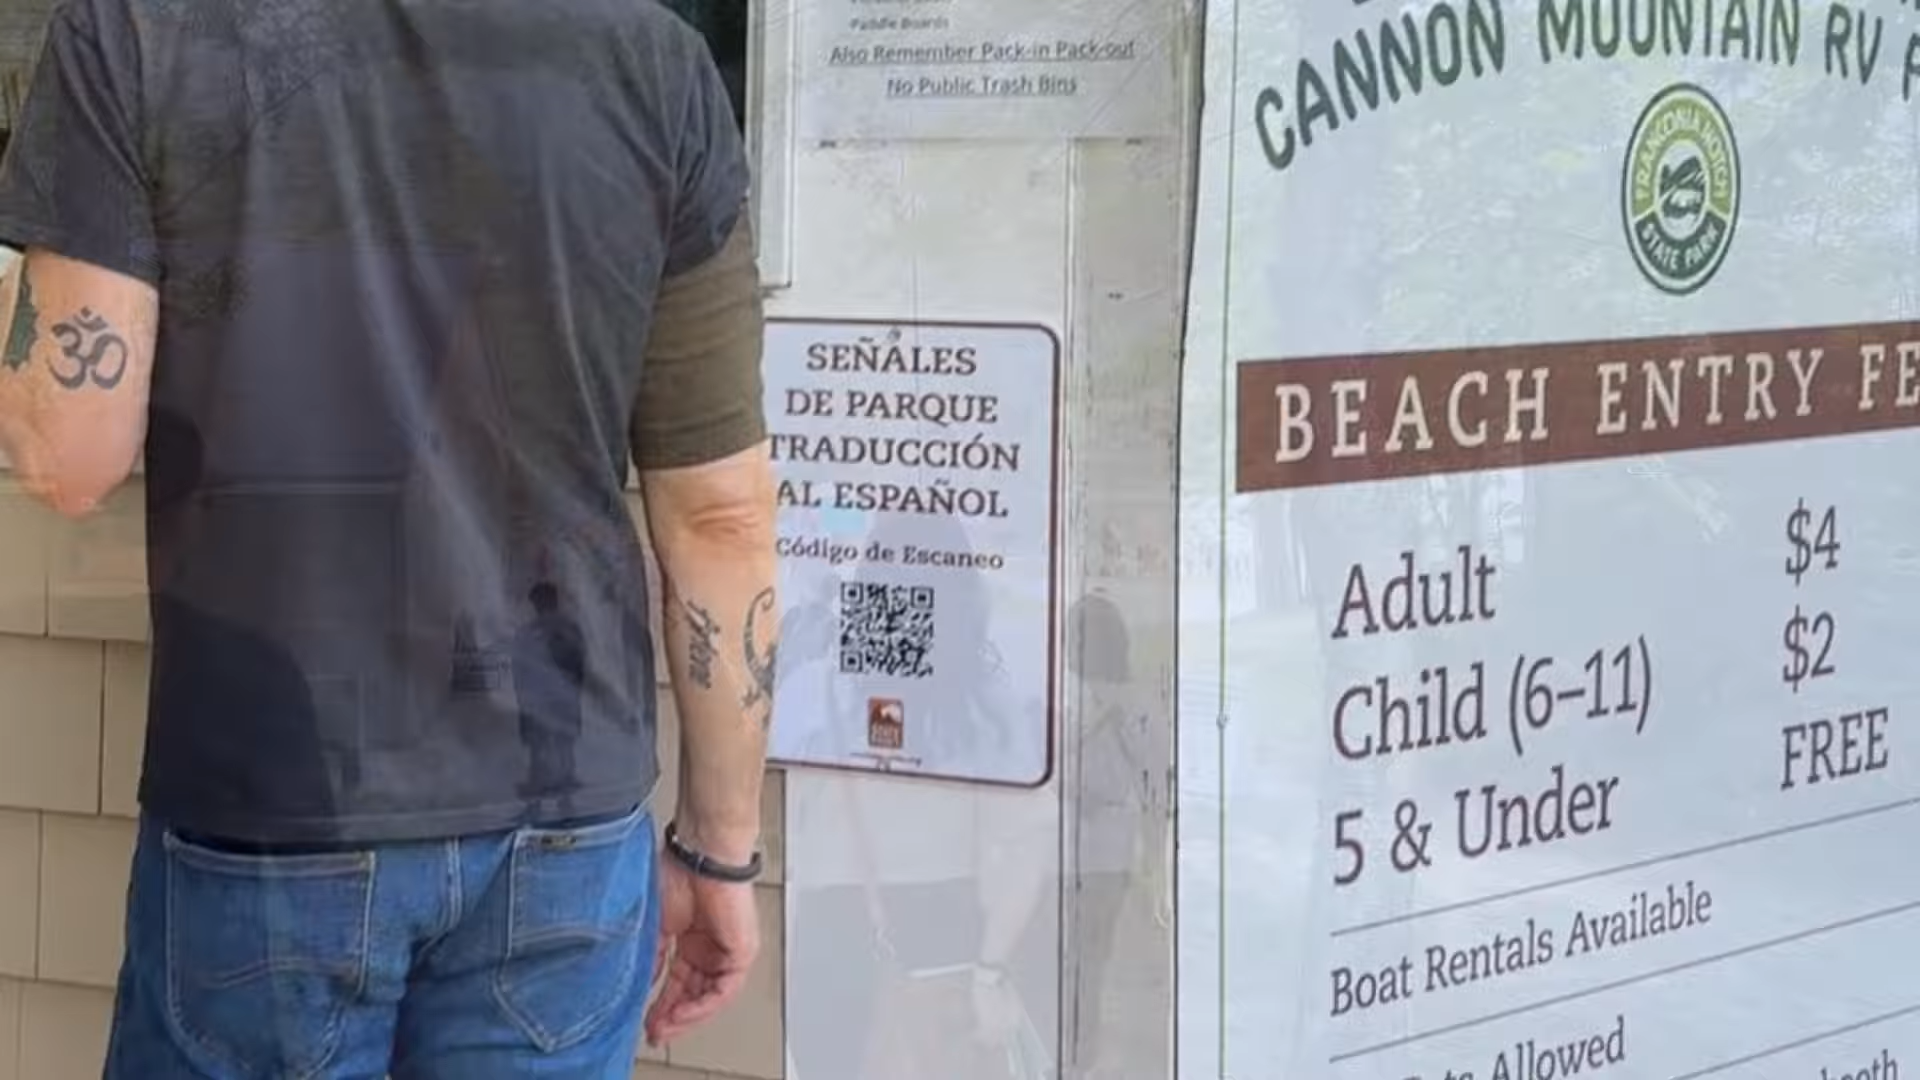 Paddle Boards
Also Remember Pack-in Pack-out
No Public Trash Bins
SEÑALES
DE PARQUE
TRADUCCIÓN
AL ESPAÑOL
Código de Escaneo
CANNON MOUNTAIN RV
FRANCONIA NOTCH
STATE PARK
BEACH ENTRY FE
Adult $4
Child (6–11) $2
5 & Under FREE
Boat Rentals Available
Allowed
booth
ॐ